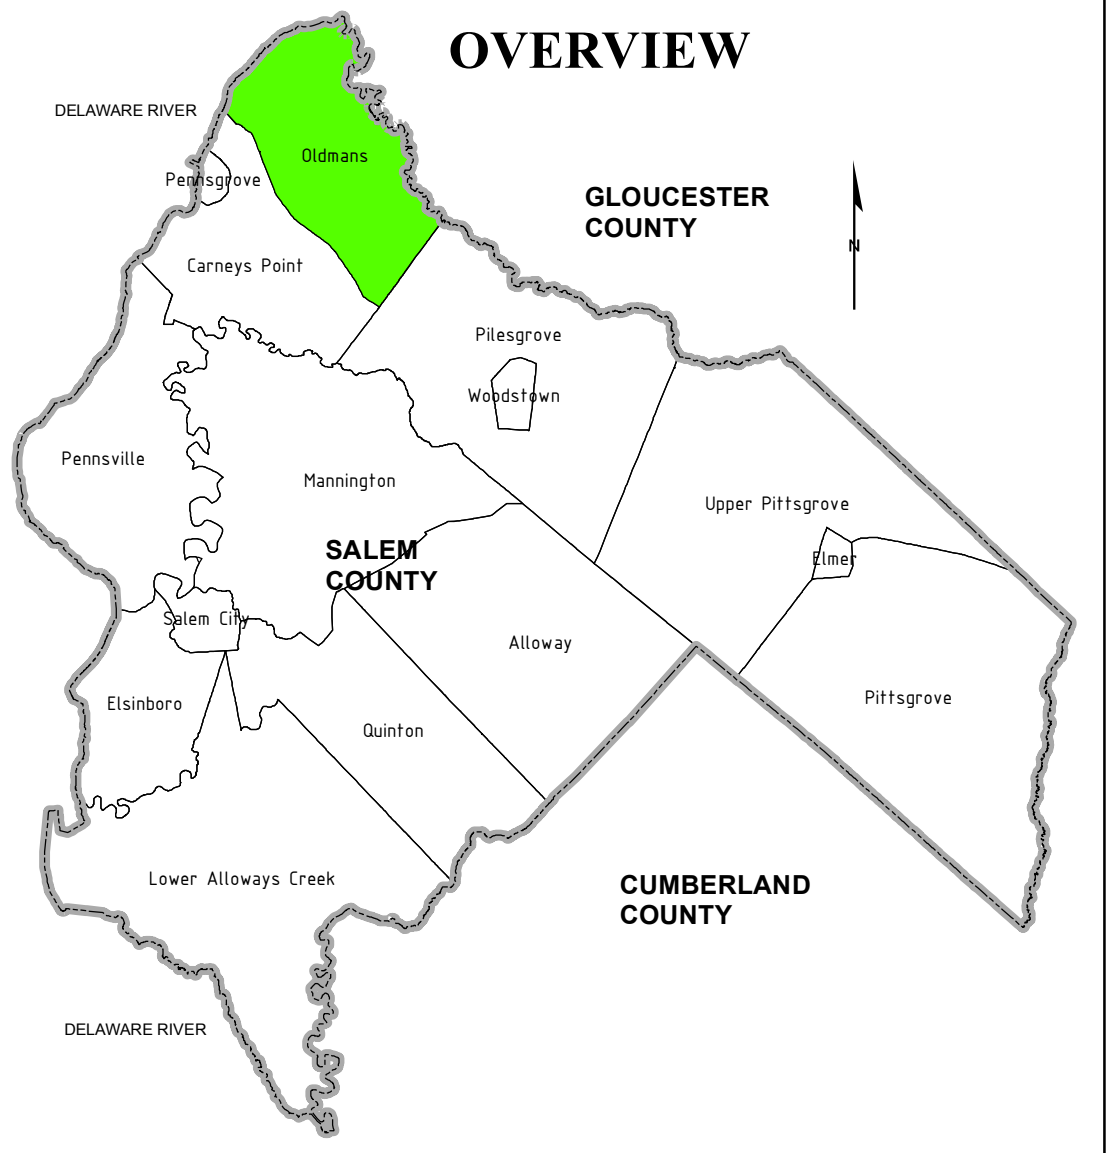 OVERVIEW
DELAWARE RIVER
Oldmans
Pennsgrove
GLOUCESTER
COUNTY
N
Carneys Point
Pilesgrove
Woodstown
Pennsville
Mannington
Upper Pittsgrove
SALEM
COUNTY
Elmer
Salem City
Alloway
Elsinboro
Pittsgrove
Quinton
Lower Alloways Creek
CUMBERLAND
COUNTY
DELAWARE RIVER